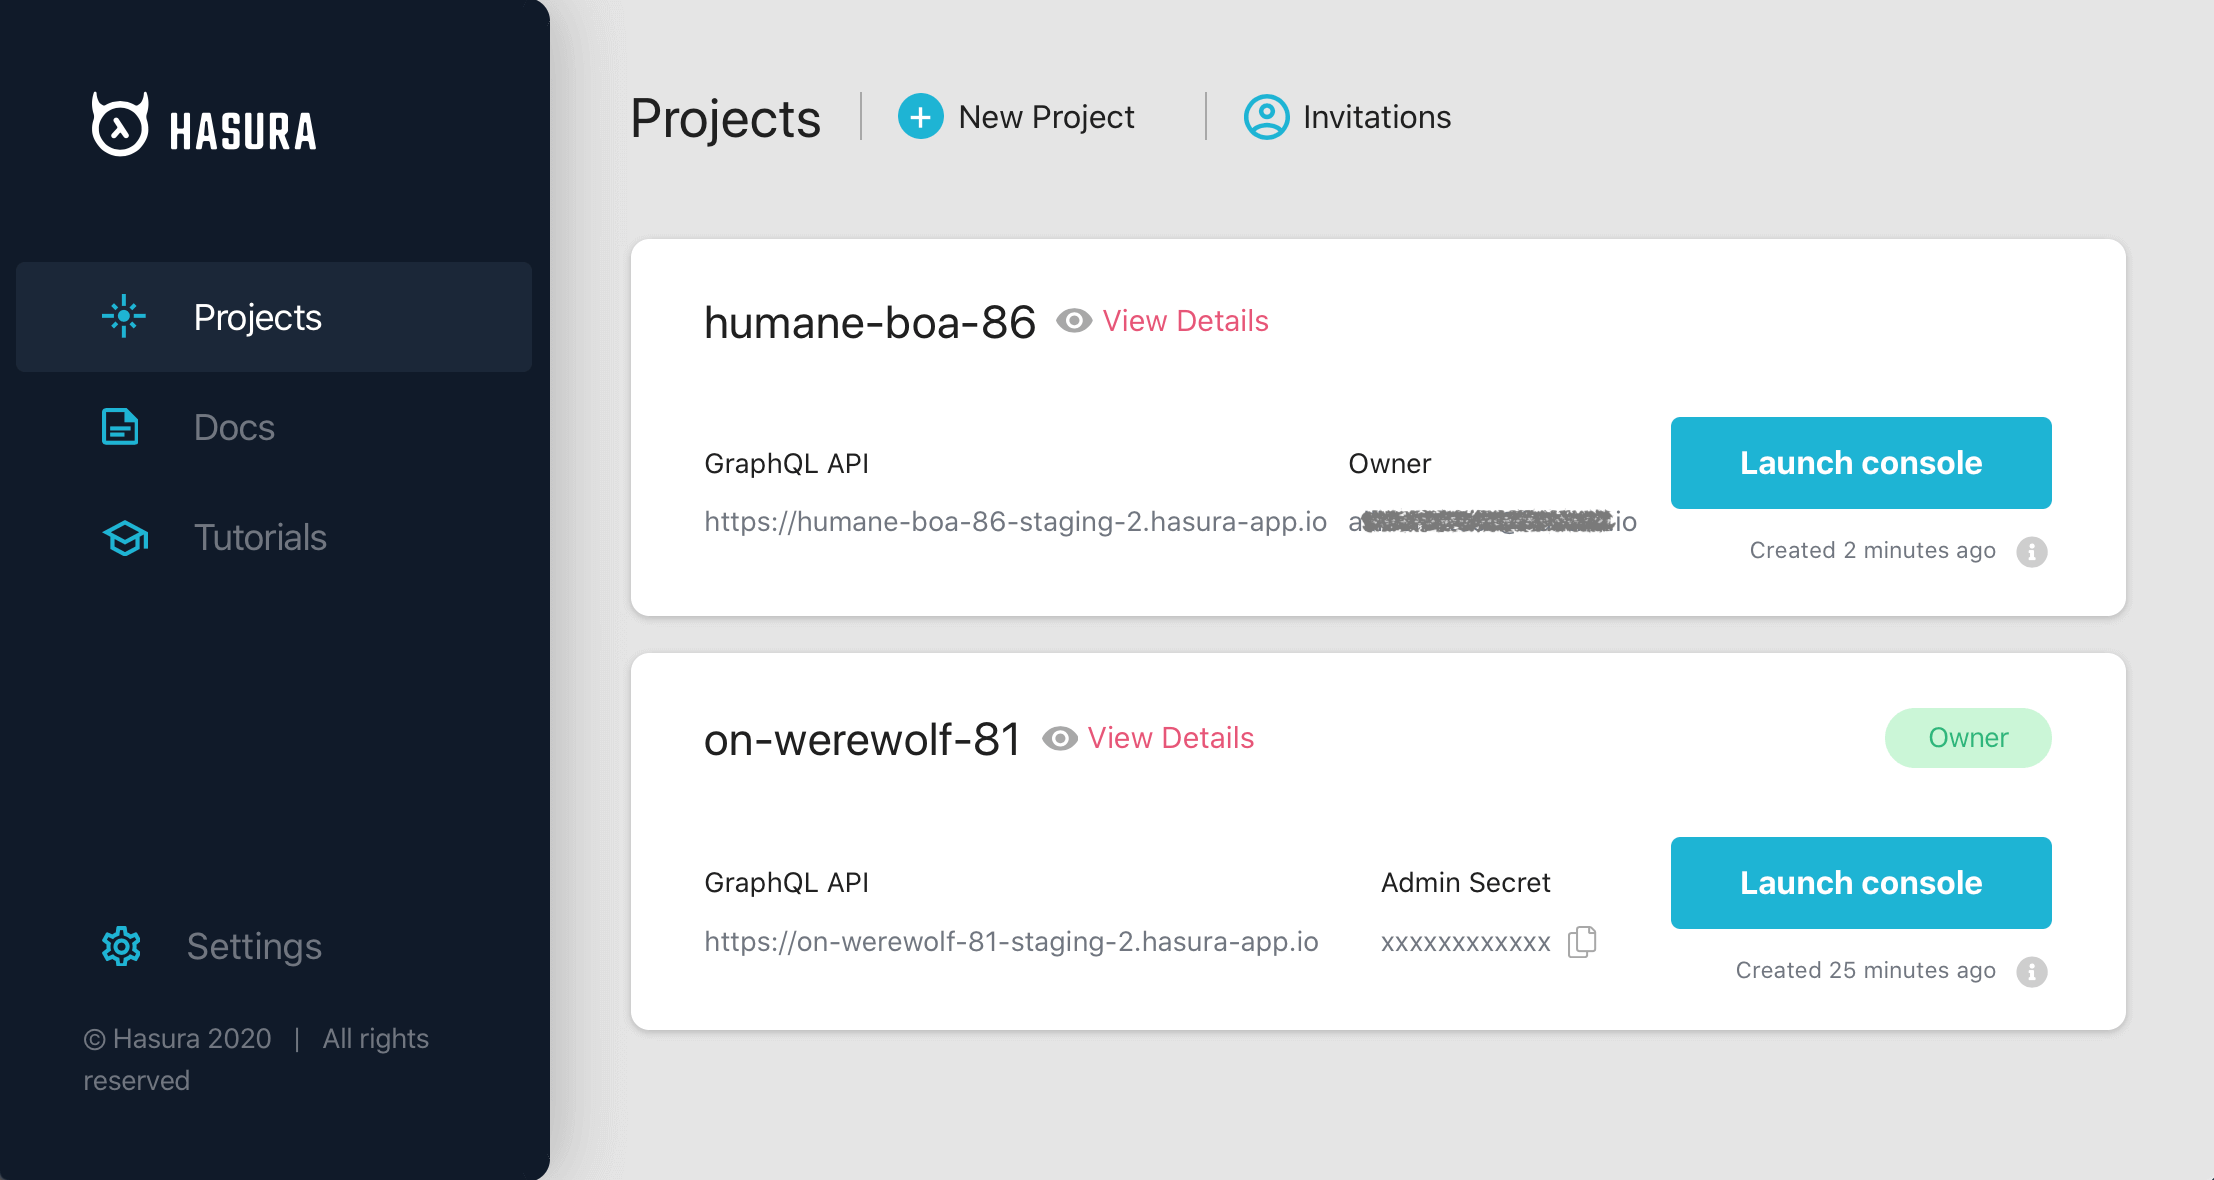 HASURA
Projects
Docs
Tutorials
Settings
© Hasura 2020 | All rights
reserved
Projects
New Project
Invitations
humane-boa-86 View Details
GraphQL API
Owner
Launch console
https://humane-boa-86-staging-2.hasura-app.io
Created 2 minutes ago
on-werewolf-81 View Details
Owner
GraphQL API
Admin Secret
Launch console
https://on-werewolf-81-staging-2.hasura-app.io
xxxxxxxxxxxx
Created 25 minutes ago